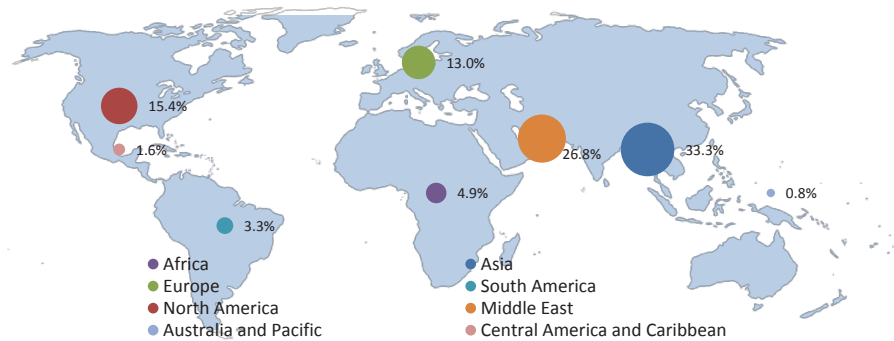 13.0%
15.4%
1.6%
26.8%
33.3%
4.9%
0.8%
3.3%
Africa
Europe
North America
Australia and Pacific
Asia
South America
Middle East
Central America and Caribbean